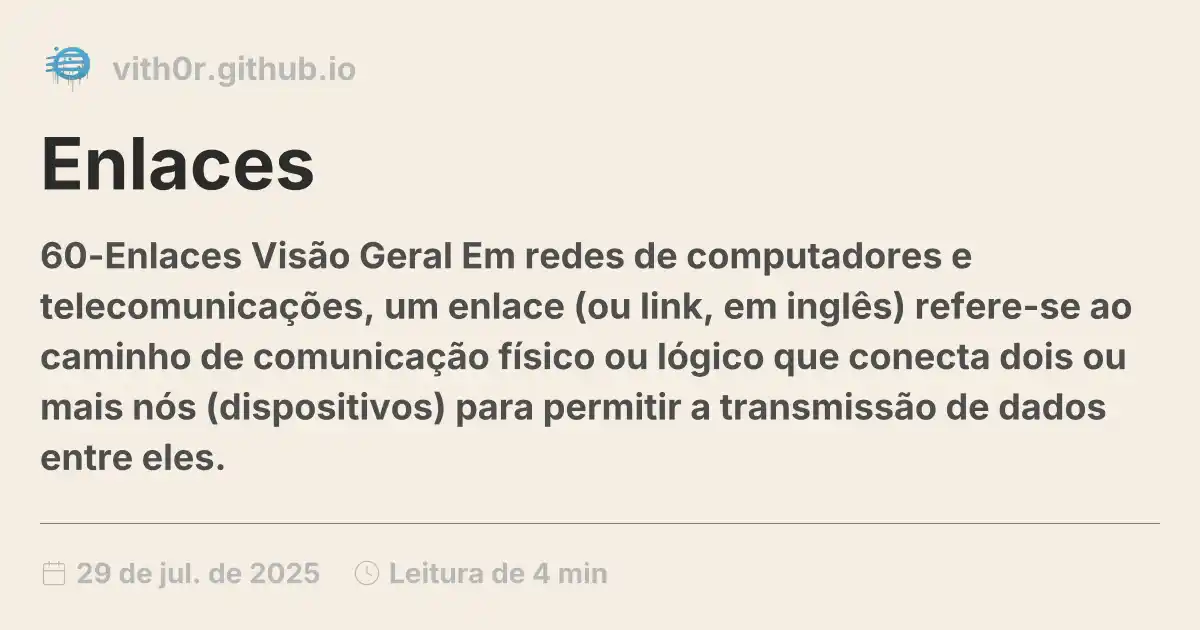 vith0r.github.io
Enlaces
60-Enlaces Visão Geral Em redes de computadores e
telecomunicações, um enlace (ou link, em inglês) refere-se ao
caminho de comunicação físico ou lógico que conecta dois ou
mais nós (dispositivos) para permitir a transmissão de dados
entre eles.
29 de jul. de 2025 Leitura de 4 min